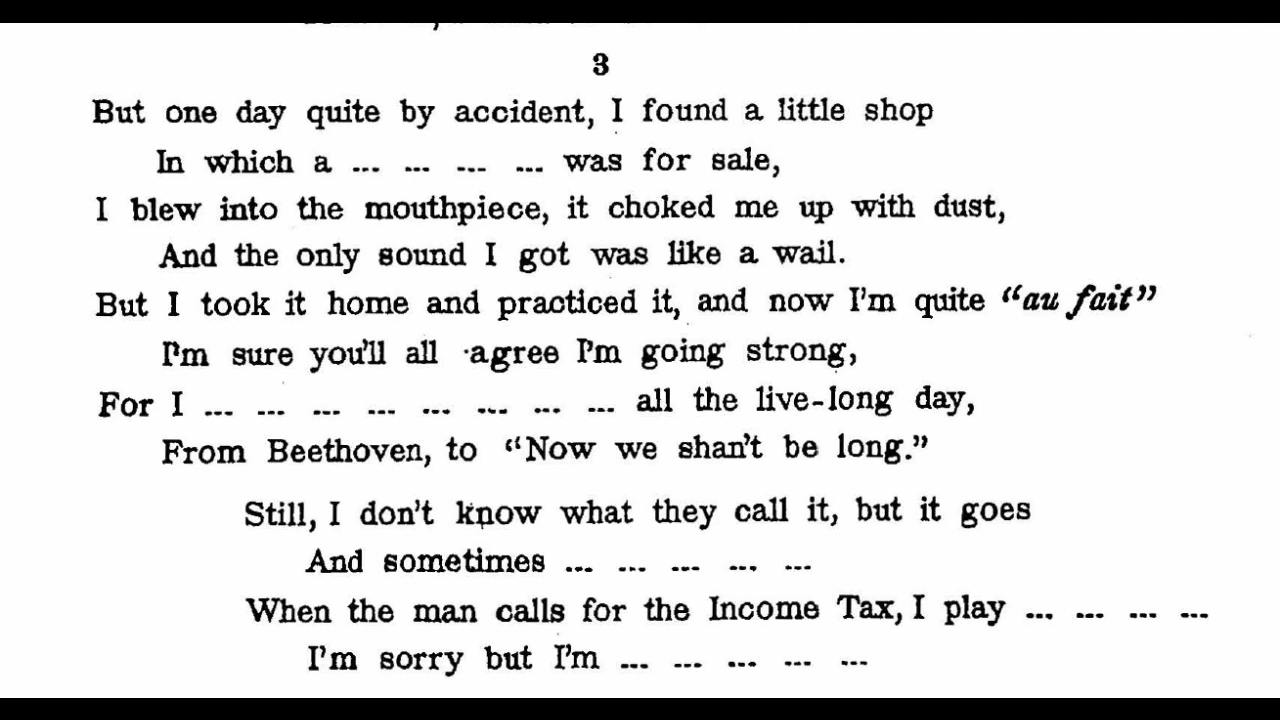 3
But one day quite by accident, I found a little shop
In which a ... ... ... ... was for sale,
I blew into the mouthpiece, it choked me up with dust,
And the only sound I got was like a wail.
But I took it home and practiced it, and now I'm quite "au fait"
I'm sure you'll all agree I'm going strong,
For I ... ... ... ... ... ... ... ... all the live-long day,
From Beethoven, to "Now we shan't be long."
Still, I don't know what they call it, but it goes
And sometimes ... ... ... ... ...
When the man calls for the Income Tax, I play ... ... ... ...
I'm sorry but I'm ... ... ... ... ...